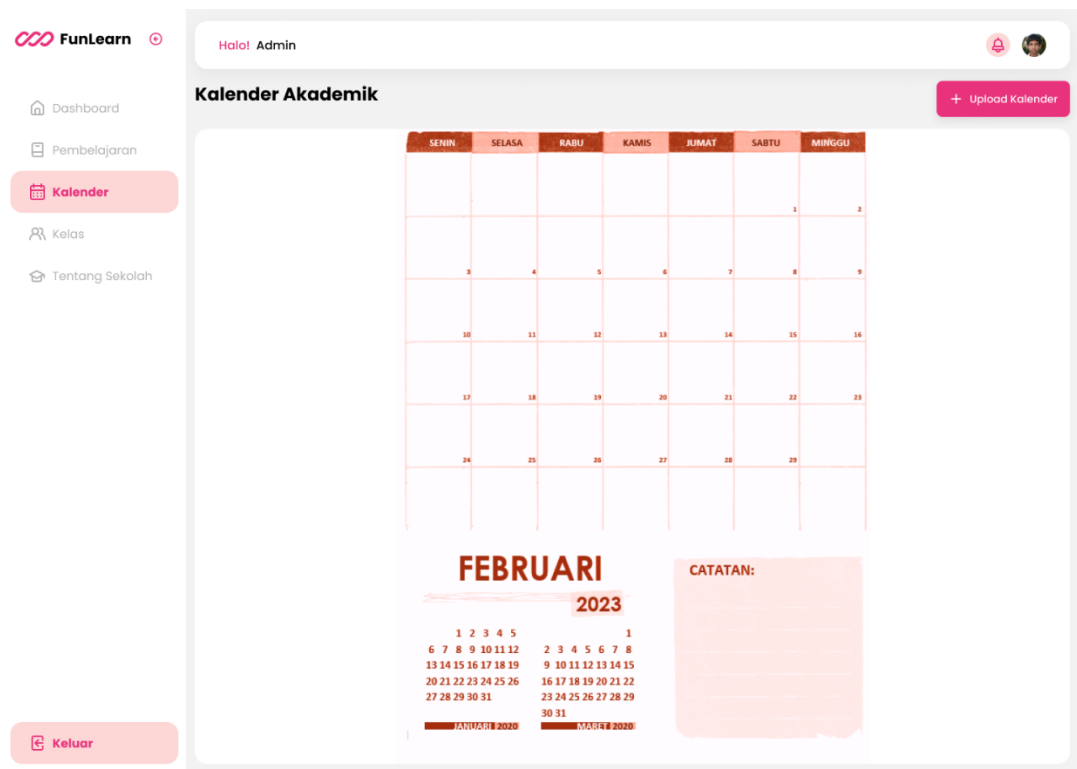 FunLearn
Halo! Admin
Dashboard
Pembelajaran
Kalender
Kelas
Tentang Sekolah
Keluar
Kalender Akademik
+ Upload Kalender
SENIN SELASA RABU KAMIS JUMAT SABTU MINGGU
1 2
3 4 5 6 7 8 9
10 11 12 13 14 15 16
17 18 19 20 21 22 23
24 25 26 27 28 29
FEBRUARI
2023
1 2 3 4 5
6 7 8 9 10 11 12
13 14 15 16 17 18 19
20 21 22 23 24 25 26
27 28 29 30 31
JANUARI 2020
1
2 3 4 5 6 7 8
9 10 11 12 13 14 15
16 17 18 19 20 21 22
23 24 25 26 27 28 29
30 31
MARET 2020
CATATAN: